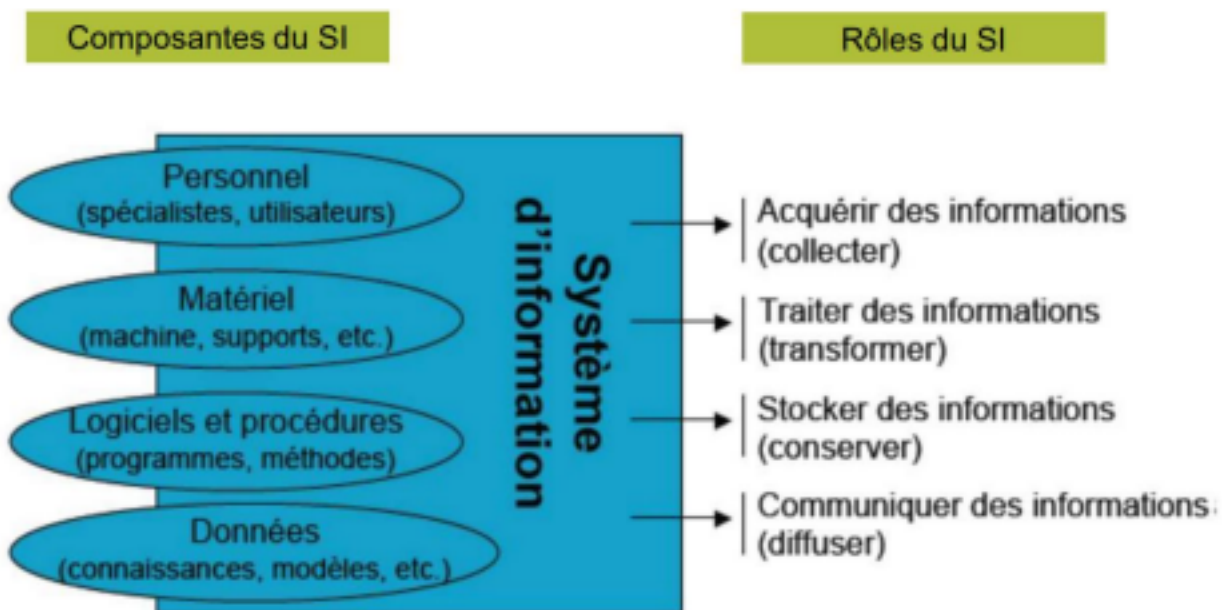 Composantes du SI
Rôles du SI
Personnel
(spécialistes, utilisateurs)
Matériel
(machine, supports, etc.)
Logiciels et procédures
(programmes, méthodes)
Données
(connaissances, modèles, etc.)
Système
d'information
Acquérir des informations
(collecter)
Traiter des informations
(transformer)
Stocker des informations
(conserver)
Communiquer des informations
(diffuser)